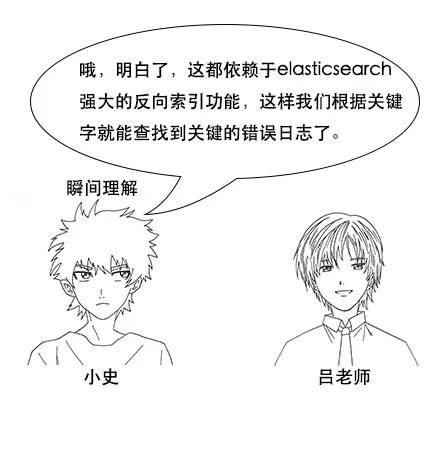 哦，明白了，这都依赖于elasticsearch
强大的反向索引功能，这样我们根据关键
字就能查找到关键的错误日志了。
瞬间理解
小史
吕老师